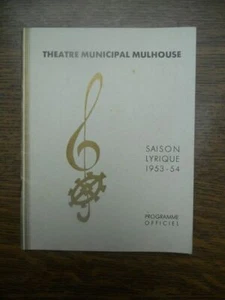 THEATRE MUNICIPAL MULHOUSE
SAISON
LYRIQUE
1953-54
PROGRAMME
OFFICIEL